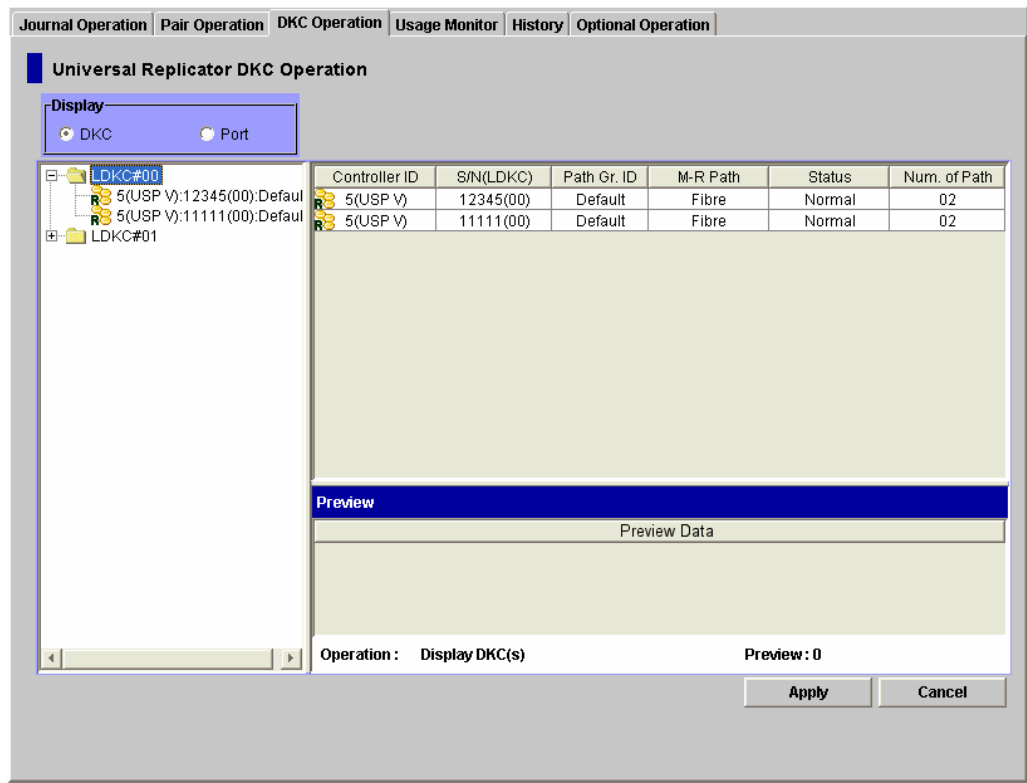 Journal Operation Pair Operation DKC Operation Usage Monitor History Optional Operation
Universal Replicator DKC Operation
Display
DKC Port
LDKC#00
5(USP V):12345(00):Defaul
5(USP V):11111(00):Defaul
LDKC#01
Controller ID S/N(LDKC) Path Gr. ID M-R Path Status Num. of Path
5(USP V) 12345(00) Default Fibre Normal 02
5(USP V) 11111(00) Default Fibre Normal 02
Preview
Preview Data
Operation : Display DKC(s) Preview : 0
Apply Cancel